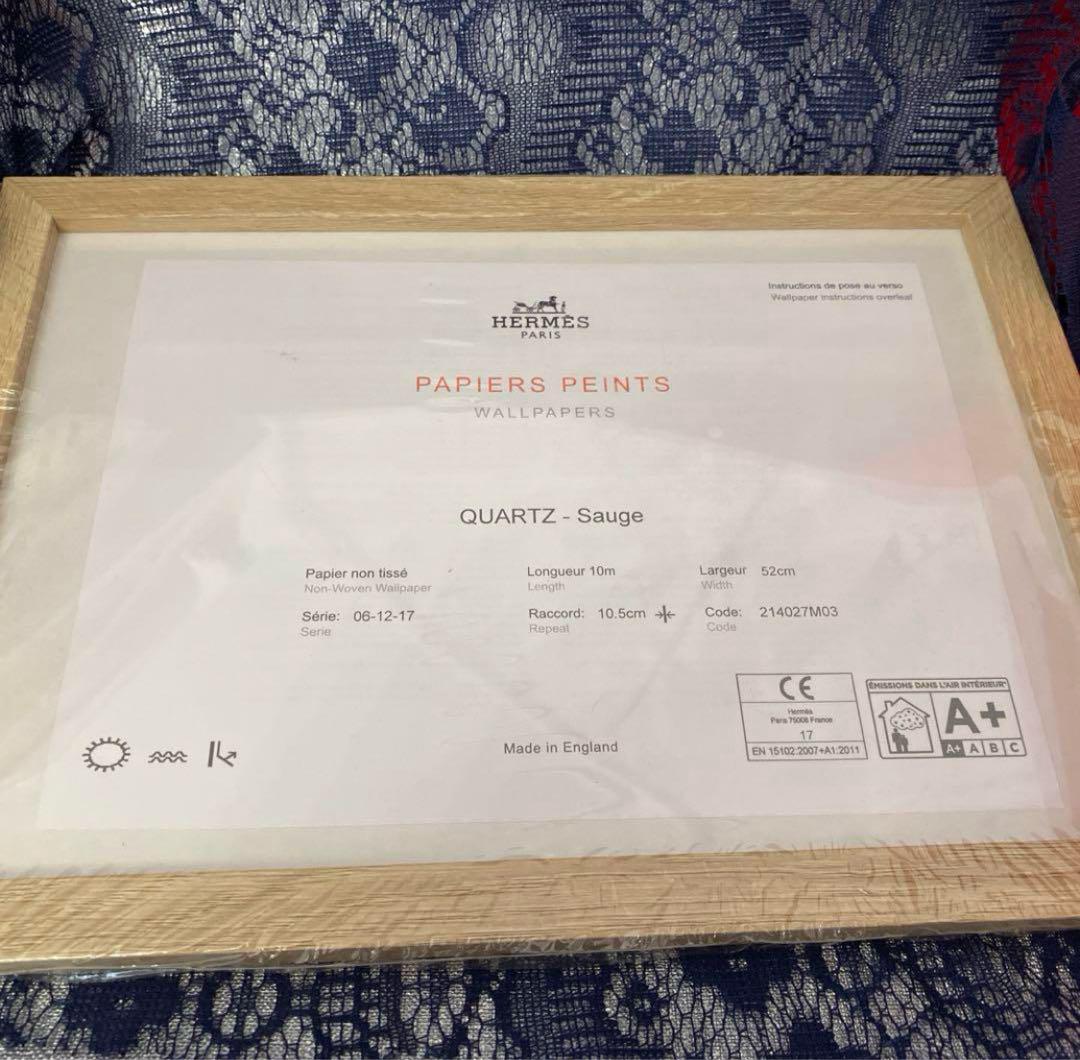 Instructions de pose au verso
Wallpaper instructions overleaf
HERMÈS
PARIS
PAPIERS PEINTS
WALLPAPERS
QUARTZ - Sauge
Papier non tissé
Non-Woven Wallpaper
Longueur 10m
Length
Largeur 52cm
Width
Série: 06-12-17
Serie
Raccord: 10.5cm
Repeat
Code: 214027M03
Code
Made in England
CE
Hermès
Paris 75008 France
17
EN 15102:2007+A1:2011
ÉMISSIONS DANS L'AIR INTÉRIEUR*
A+
A+ A B C